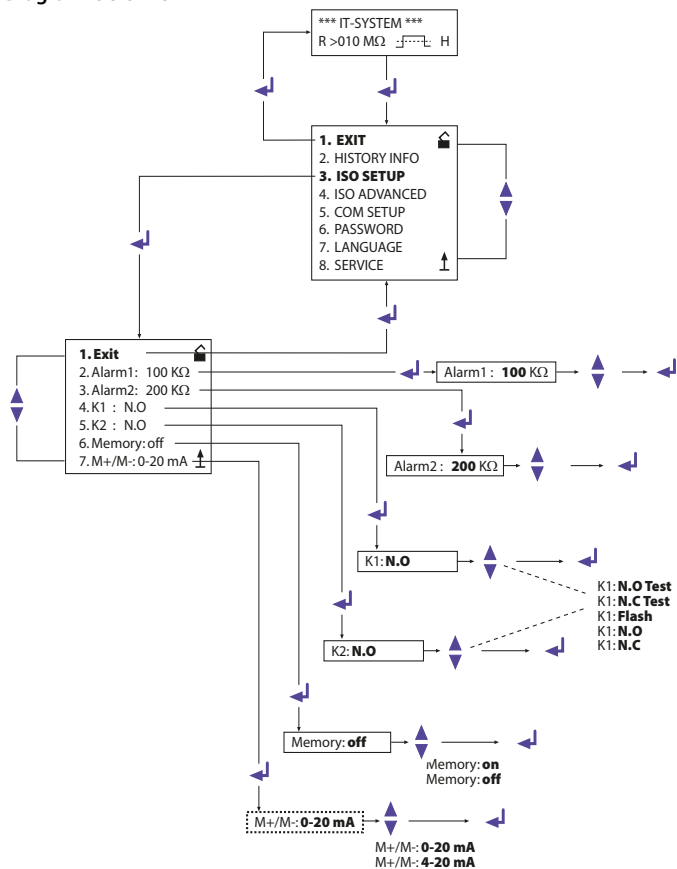 *** IT-SYSTEM ***
R >010 MΩ H
1. EXIT
2. HISTORY INFO
3. ISO SETUP
4. ISO ADVANCED
5. COM SETUP
6. PASSWORD
7. LANGUAGE
8. SERVICE
1. Exit
2. Alarm1: 100 KΩ
3. Alarm2: 200 KΩ
4. K1 : N.O
5. K2 : N.O
6. Memory: off
7. M+/M-: 0-20 mA
Alarm1 : 100 KΩ
Alarm2 : 200 KΩ
K1: N.O
K1: N.O Test
K1: N.C Test
K1: Flash
K1: N.O
K1: N.C
K2: N.O
Memory: off
Memory: on
Memory: off
M+/M-: 0-20 mA
M+/M-: 0-20 mA
M+/M-: 4-20 mA